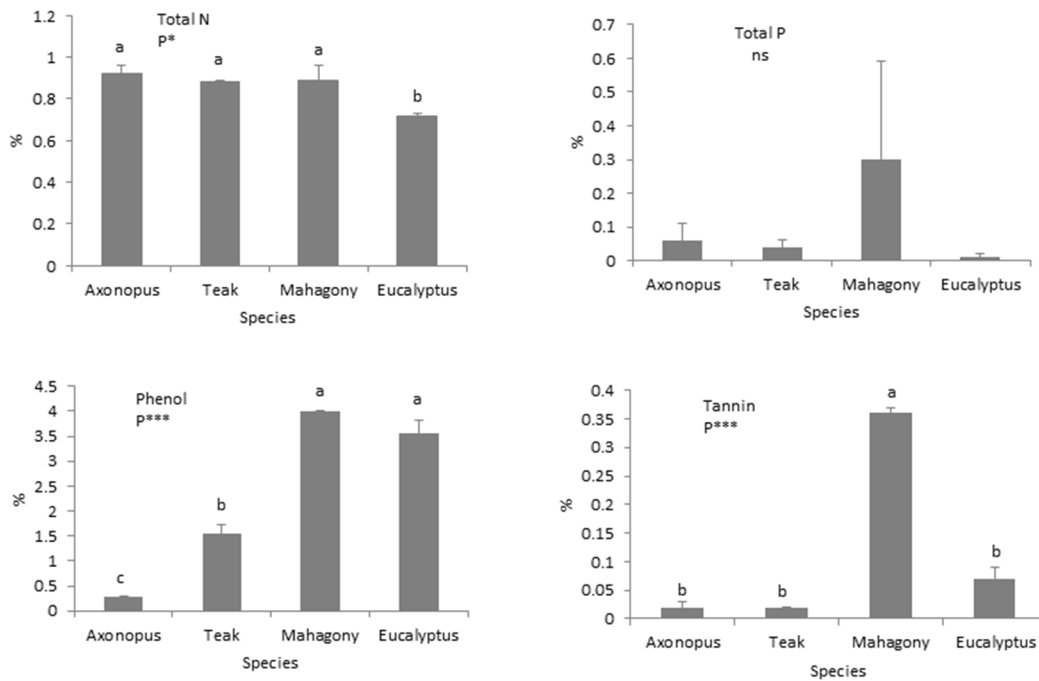 Total N
P*
1.2
1
0.8
0.6
0.4
0.2
0
%
a
a
a
b
Axonopus Teak Mahagony Eucalyptus
Species
Total P
ns
0.7
0.6
0.5
0.4
0.3
0.2
0.1
0
%
Axonopus Teak Mahagony Eucalyptus
Species
Phenol
P***
4.5
4
3.5
3
2.5
2
1.5
1
0.5
0
%
c
b
a
a
Axonopus Teak Mahagony Eucalyptus
Species
Tannin
P***
0.4
0.35
0.3
0.25
0.2
0.15
0.1
0.05
0
%
b
b
a
b
Axonopus Teak Mahagony Eucalyptus
Species